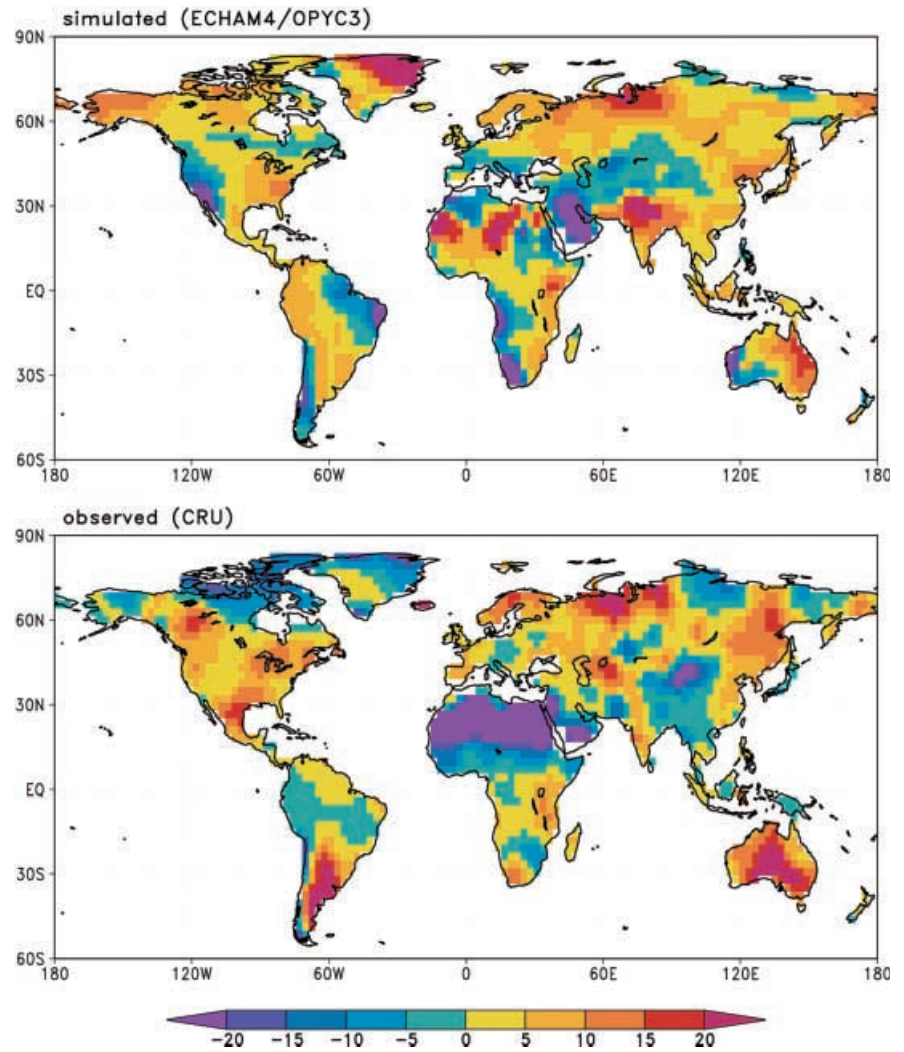 simulated (ECHAM4/OPYC3)
90N
60N
30N
EQ
30S
60S
180 120W 60W 0 60E 120E 180
observed (CRU)
90N
60N
30N
EQ
30S
60S
180 120W 60W 0 60E 120E 180
-20 -15 -10 -5 0 5 10 15 20